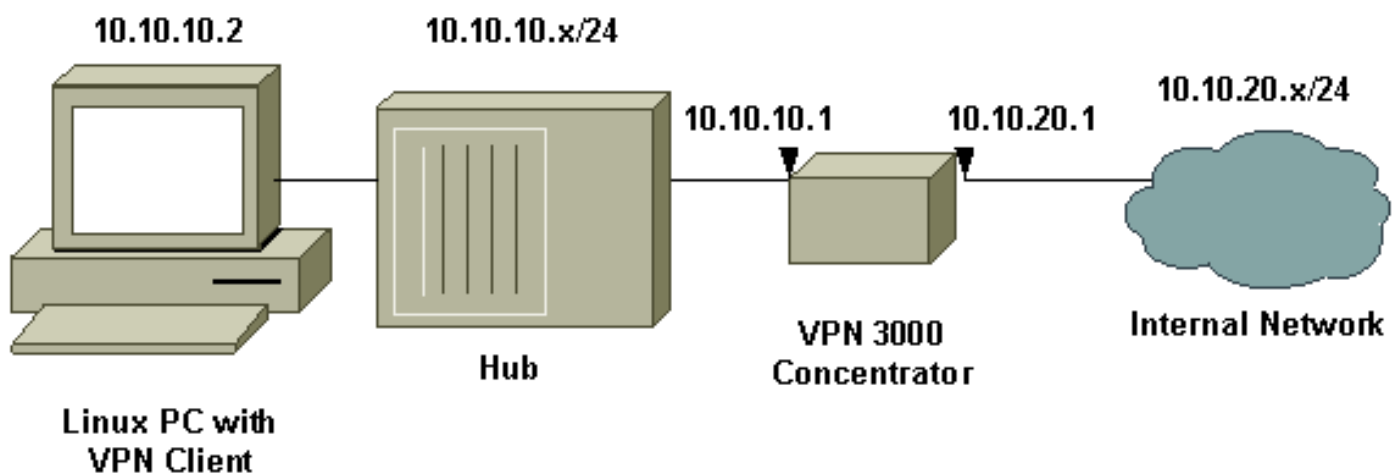 10.10.10.2
10.10.10.x/24
10.10.10.1
10.10.20.1
10.10.20.x/24
Linux PC with
VPN Client
Hub
VPN 3000
Concentrator
Internal Network